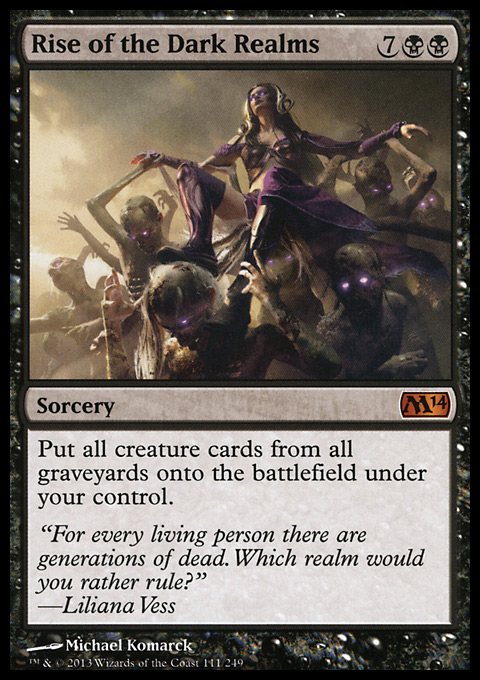 Rise of the Dark Realms 7
Sorcery M14
Put all creature cards from all
graveyards onto the battlefield under
your control.
“For every living person there are
generations of dead. Which realm would
you rather rule?”
—Liliana Vess
Michael Komarck
™ & © 2013 Wizards of the Coast 111/249